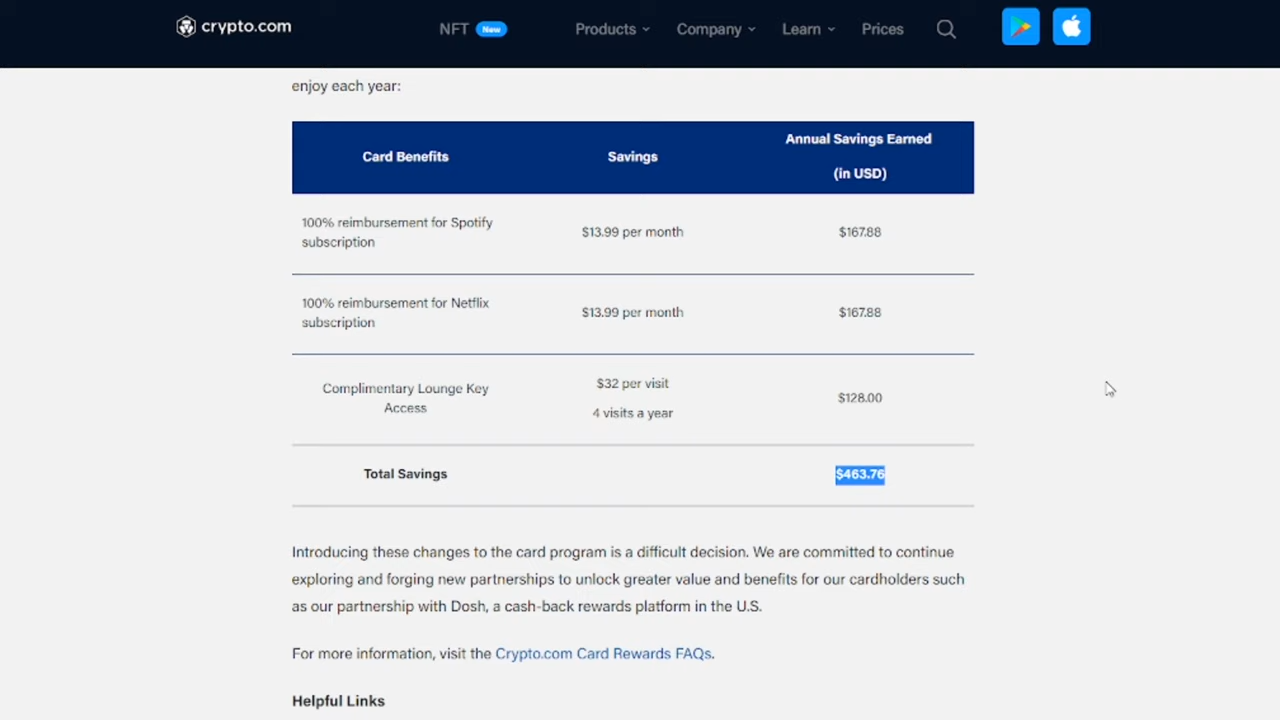 crypto.com
NFT New Products Company Learn Prices
enjoy each year:
Card Benefits Savings Annual Savings Earned
(in USD)
100% reimbursement for Spotify
subscription
$13.99 per month $167.88
100% reimbursement for Netflix
subscription
$13.99 per month $167.88
Complimentary Lounge Key
Access
$32 per visit
4 visits a year
$128.00
Total Savings $463.76
Introducing these changes to the card program is a difficult decision. We are committed to continue
exploring and forging new partnerships to unlock greater value and benefits for our cardholders such
as our partnership with Dosh, a cash-back rewards platform in the U.S.
For more information, visit the Crypto.com Card Rewards FAQs.
Helpful Links